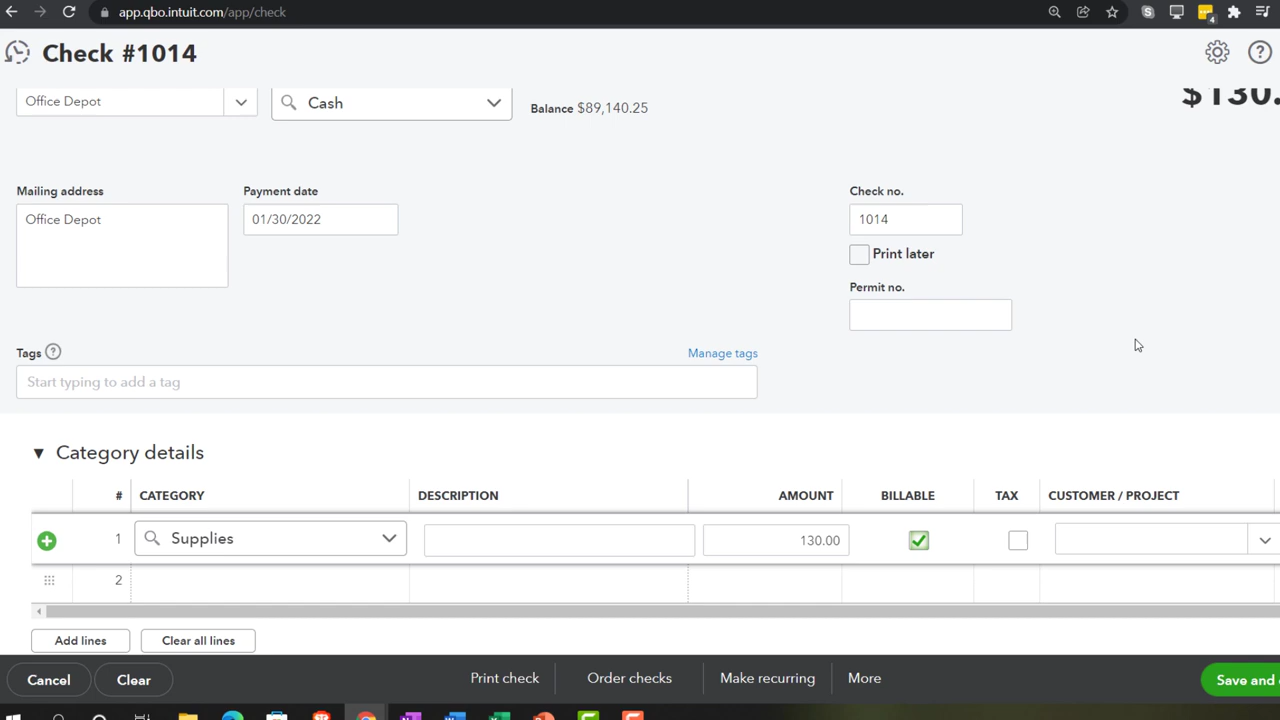 app.qbo.intuit.com/app/check
4
Check #1014
Office Depot
Cash
Balance $89,140.25
$130.
Mailing address
Payment date
Check no.
Office Depot
01/30/2022
1014
Print later
Permit no.
Tags ?
Manage tags
Start typing to add a tag
Category details
# CATEGORY DESCRIPTION AMOUNT BILLABLE TAX CUSTOMER / PROJECT
1 Supplies 130.00
2
Add lines Clear all lines
Cancel Clear Print check Order checks Make recurring More Save and